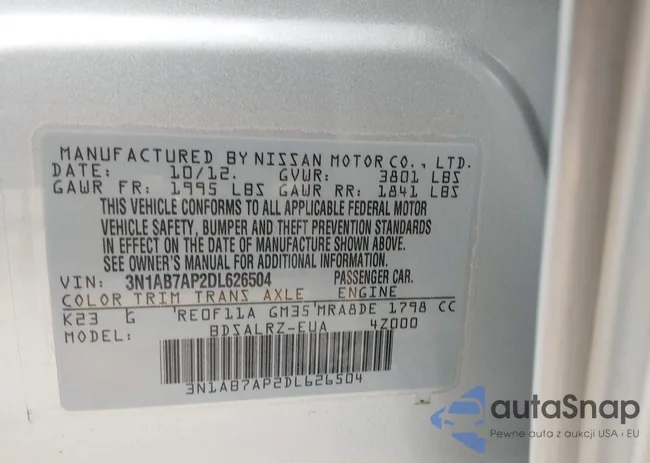 MANUFACTURED BY NISSAN MOTOR CO., LTD.
DATE: 10/12. GVWR: 3801 LBS
GAWR FR: 1995 LBS GAWR RR: 1841 LBS
THIS VEHICLE CONFORMS TO ALL APPLICABLE FEDERAL MOTOR
VEHICLE SAFETY, BUMPER AND THEFT PREVENTION STANDARDS
IN EFFECT ON THE DATE OF MANUFACTURE SHOWN ABOVE.
SEE OWNER'S MANUAL FOR ADDITIONAL INFORMATION.
VIN: 3N1AB7AP2DL626504 PASSENGER CAR.
COLOR TRIM TRANS AXLE ENGINE
K23 G RE0F11A GM35 MRA8DE 1798 CC
MODEL: BDSALRZ-EUA 4Z000
3N1AB7AP2DL626504
autoSnap
Pewne auta z aukcji USA i EU